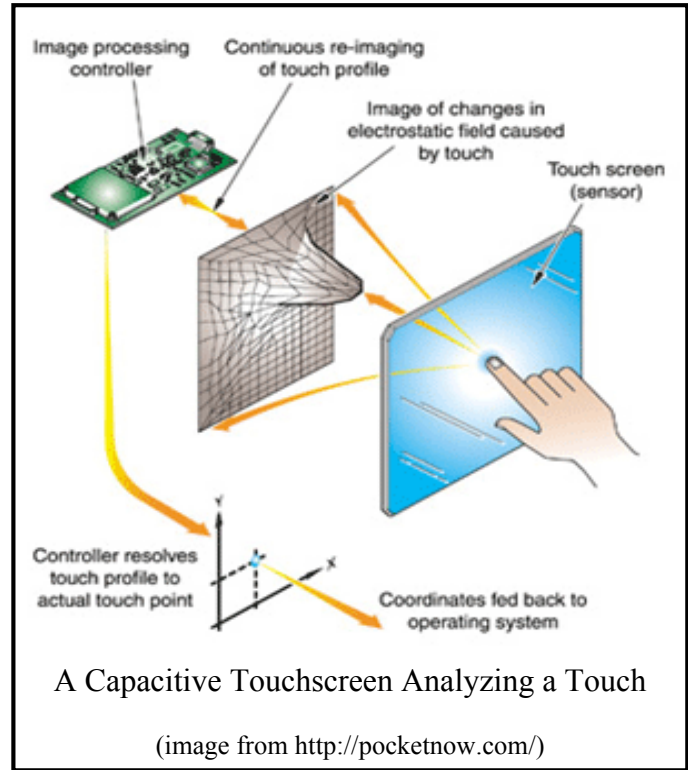 Image processing
controller
Continuous re-imaging
of touch profile
Image of changes in
electrostatic field caused
by touch
Touch screen
(sensor)
Y
X
Controller resolves
touch profile to
actual touch point
Coordinates fed back to
operating system
A Capacitive Touchscreen Analyzing a Touch
(image from http://pocketnow.com/)